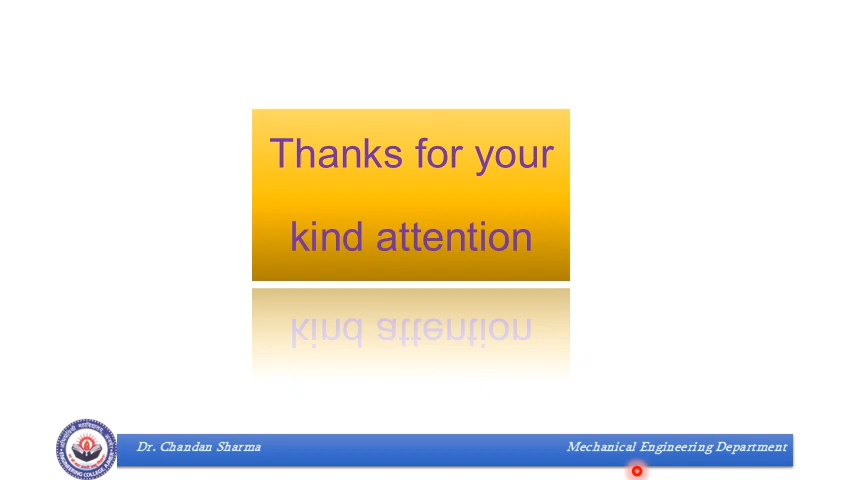 Thanks for your
kind attention
Dr. Chandan Sharma
Mechanical Engineering Department